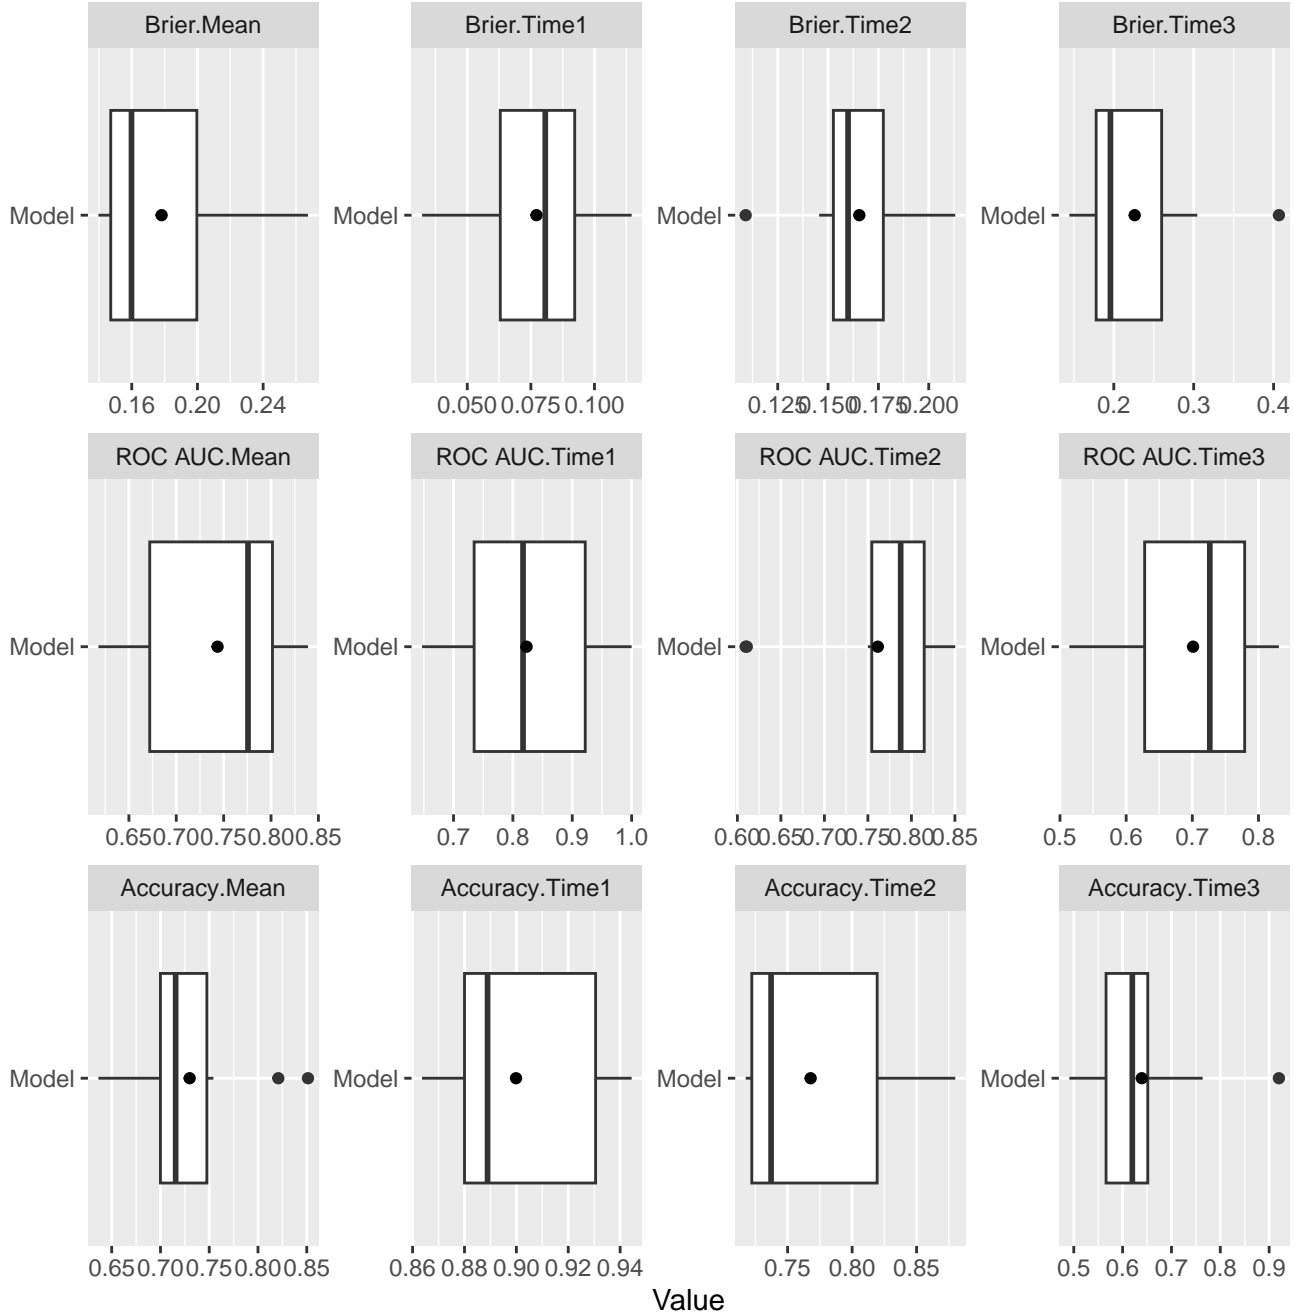 Brier.Mean Brier.Time1 Brier.Time2 Brier.Time3
Model Model Model Model
0.16 0.20 0.24 0.050 0.075 0.100 0.125 0.150 0.175 0.200 0.2 0.3 0.4
ROC AUC.Mean ROC AUC.Time1 ROC AUC.Time2 ROC AUC.Time3
Model Model Model Model
0.65 0.70 0.75 0.80 0.85 0.7 0.8 0.9 1.0 0.60 0.65 0.70 0.75 0.80 0.85 0.5 0.6 0.7 0.8
Accuracy.Mean Accuracy.Time1 Accuracy.Time2 Accuracy.Time3
Model Model Model Model
0.65 0.70 0.75 0.80 0.85 0.86 0.88 0.90 0.92 0.94 0.75 0.80 0.85 0.5 0.6 0.7 0.8 0.9
Value